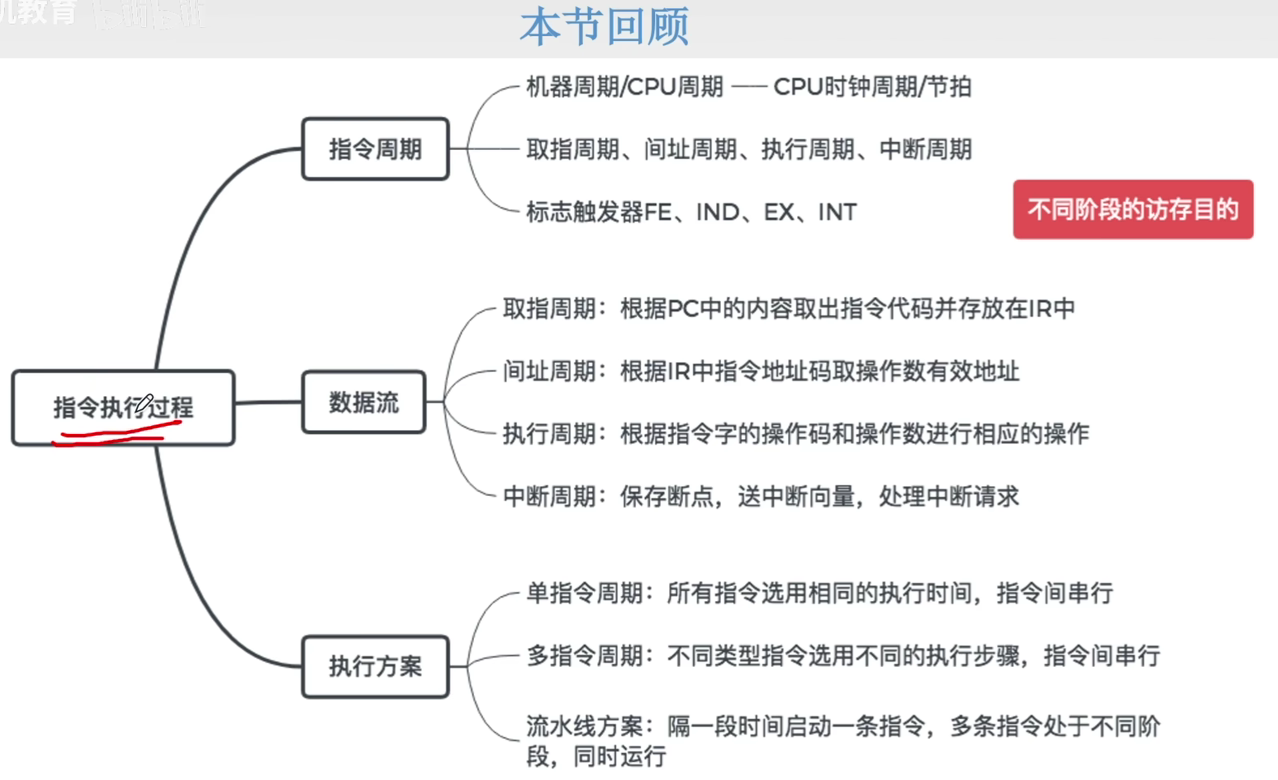 机教育
本节回顾
机器周期/CPU周期 —— CPU时钟周期/节拍
指令周期
取指周期、间址周期、执行周期、中断周期
标志触发器FE、IND、EX、INT
不同阶段的访存目的
取指周期：根据PC中的内容取出指令代码并存放在IR中
间址周期：根据IR中指令地址码取操作数有效地址
指令执行过程
数据流
执行周期：根据指令字的操作码和操作数进行相应的操作
中断周期：保存断点，送中断向量，处理中断请求
单指令周期：所有指令选用相同的执行时间，指令间串行
执行方案
多指令周期：不同类型指令选用不同的执行步骤，指令间串行
流水线方案：隔一段时间启动一条指令，多条指令处于不同阶
段，同时运行